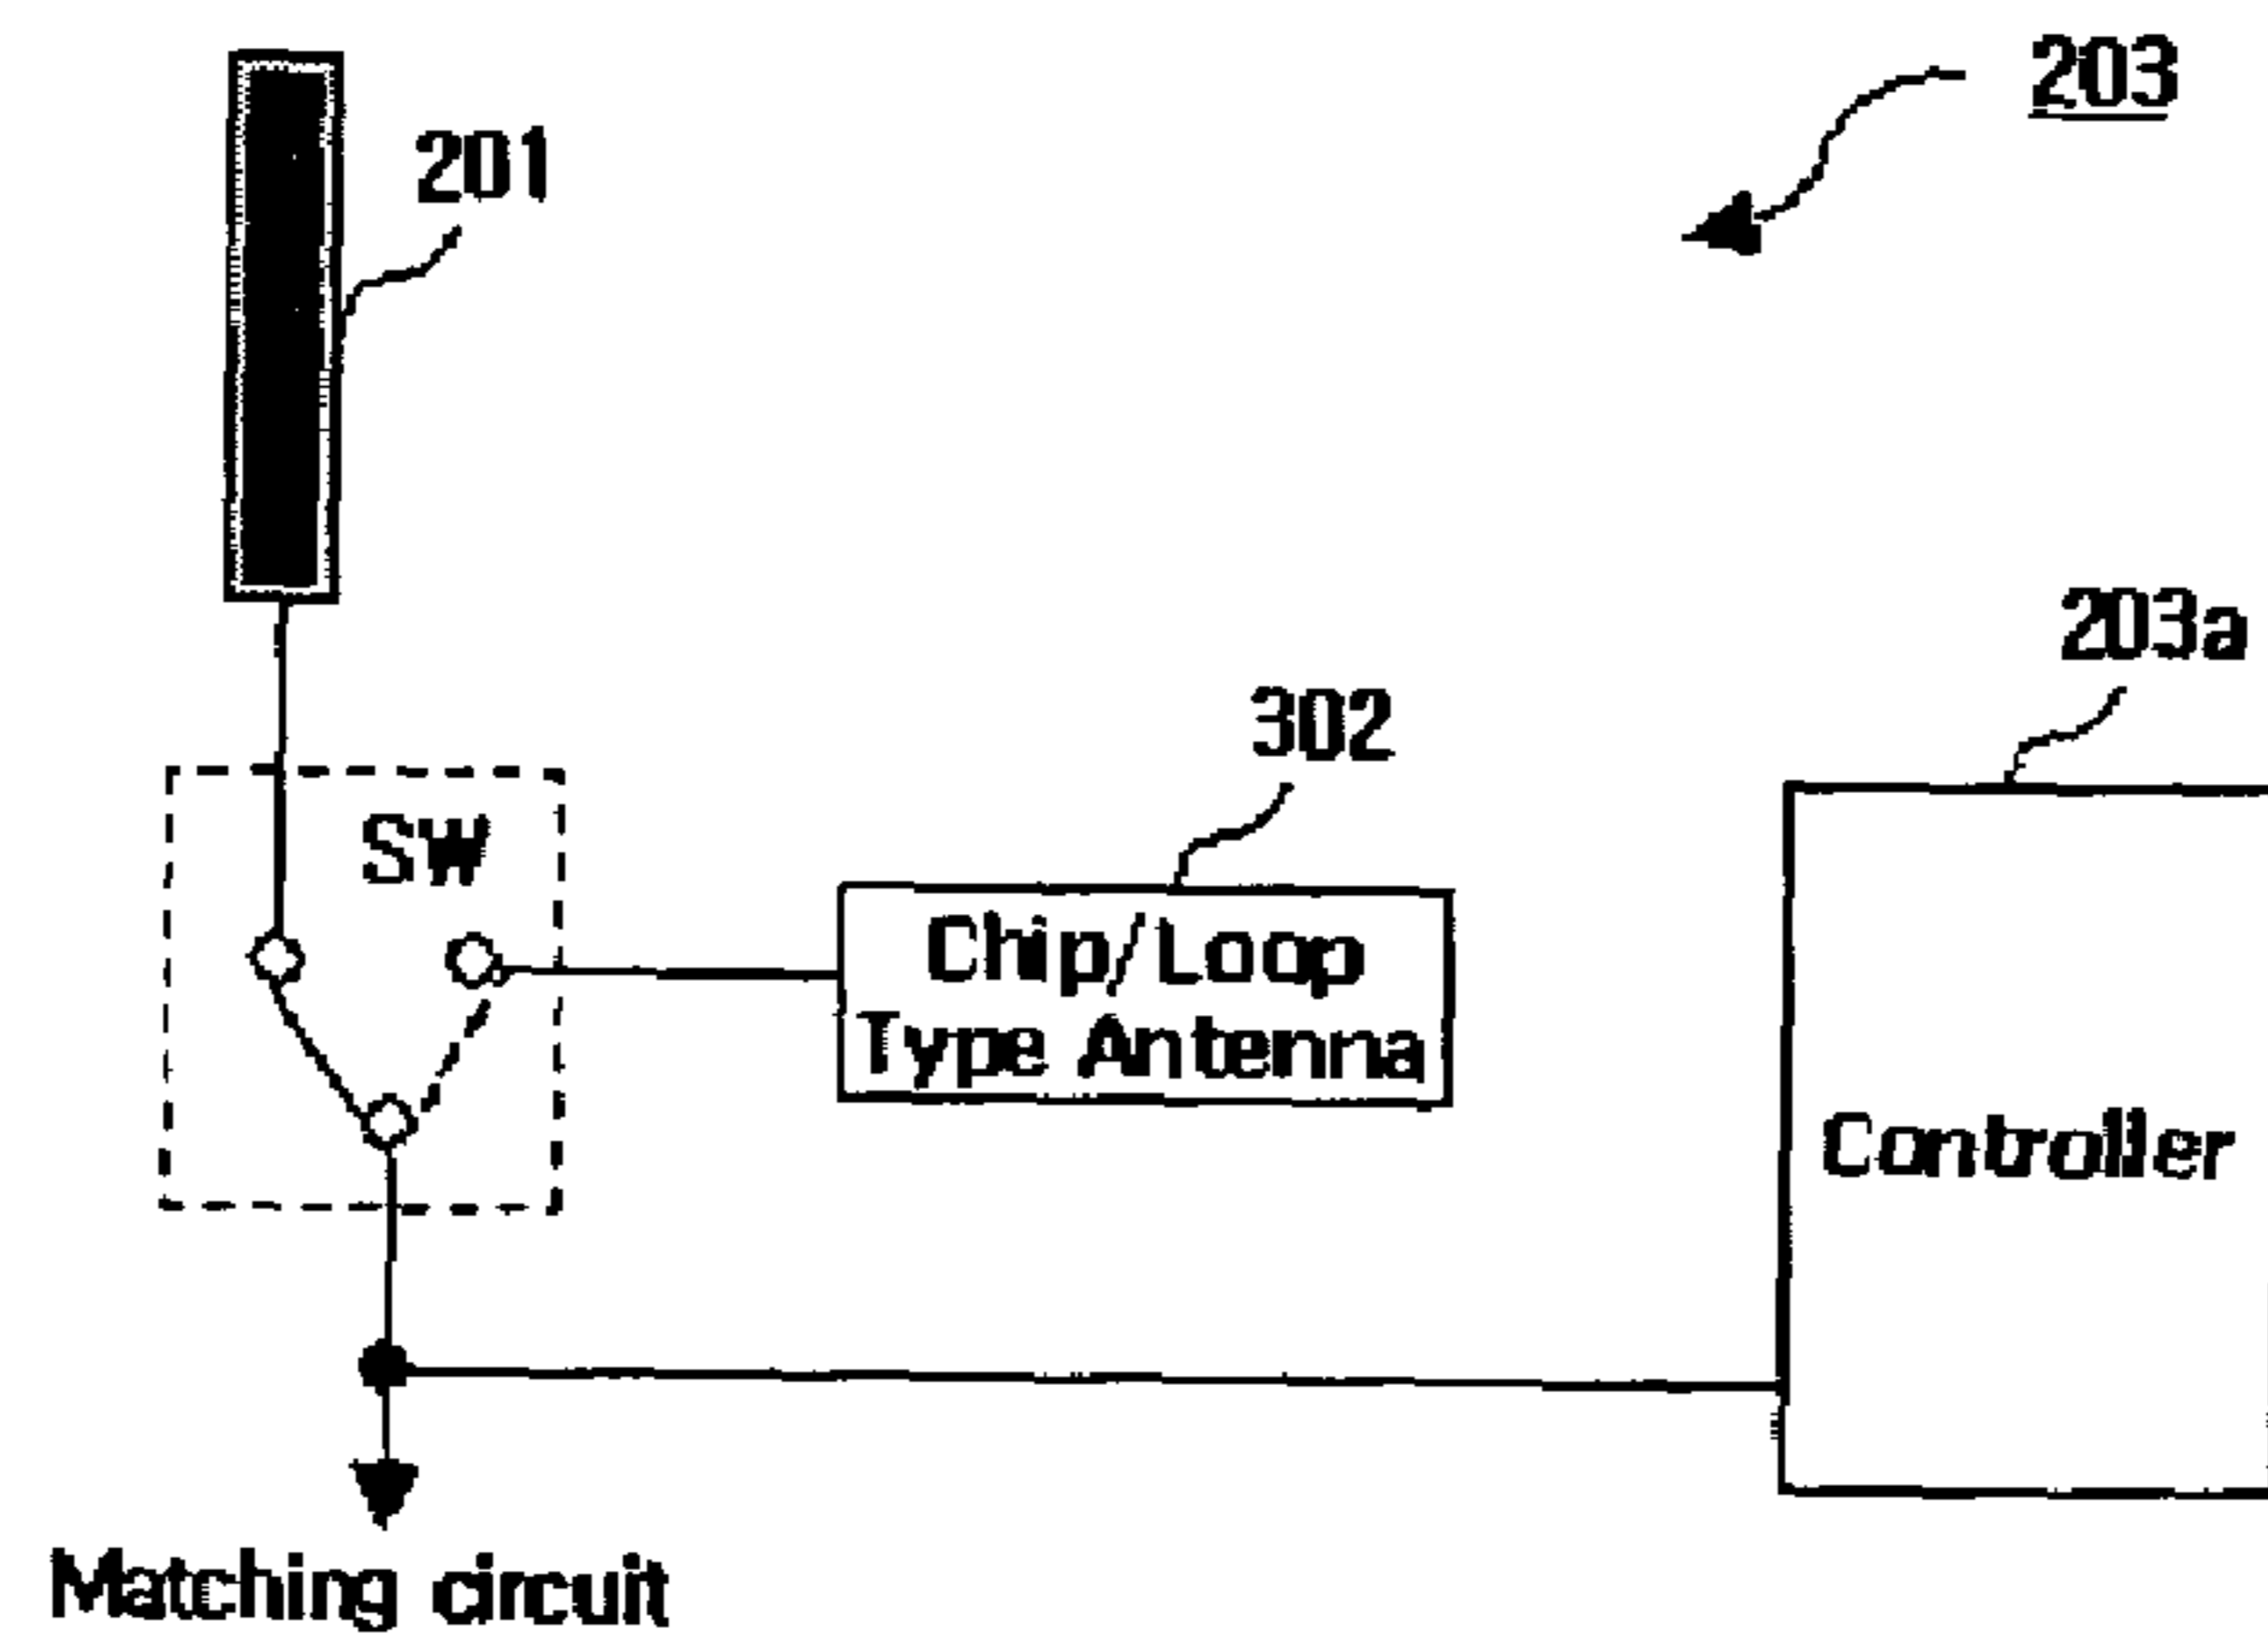 203
201
203a
302
SW
Chip/Loop
Type Antenna
Controller
Matching circuit